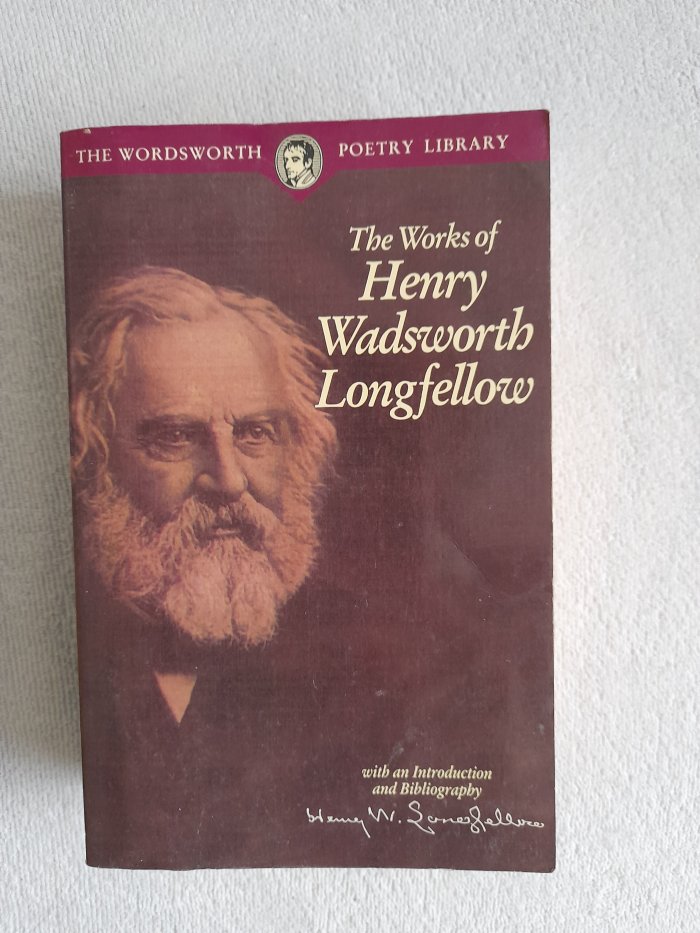 THE WORDSWORTH POETRY LIBRARY
The Works of
Henry
Wadsworth
Longfellow
with an Introduction
and Bibliography
Henry W. Longfellow